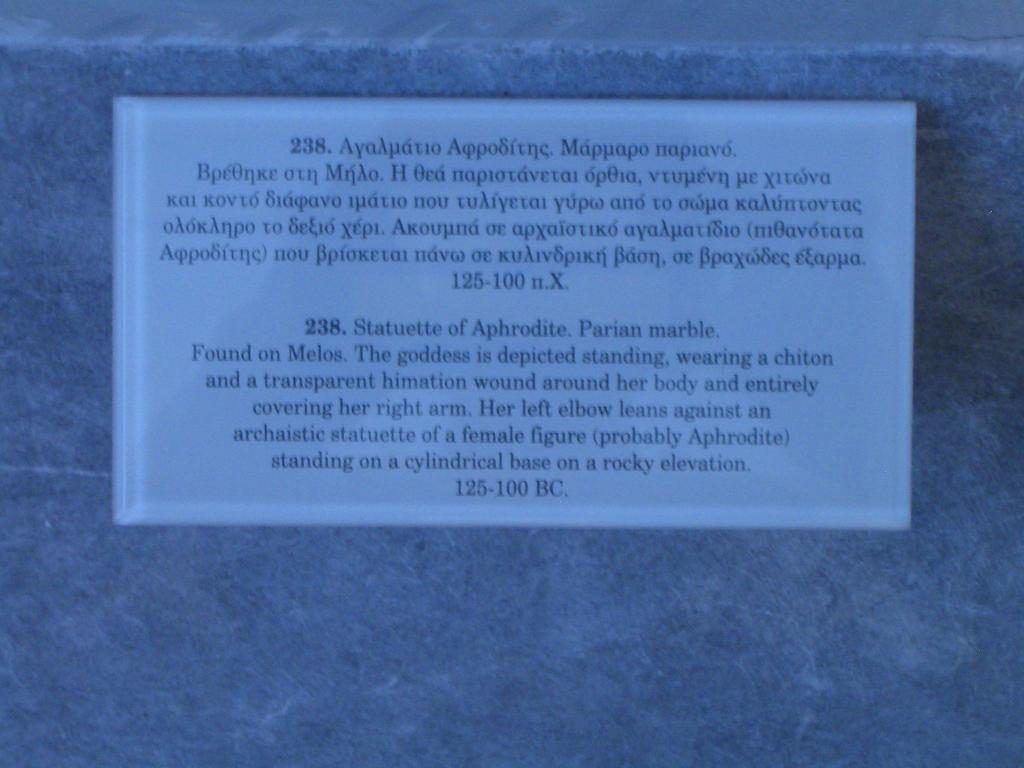 238. Αγαλμάτιο Αφροδίτης. Μάρμαρο παριανό.
Βρέθηκε στη Μήλο. Η θεά παριστάνεται όρθια, ντυμένη με χιτώνα
και κοντό διάφανο ιμάτιο που τυλίγεται γύρω από το σώμα καλύπτοντας
ολόκληρο το δεξιό χέρι. Ακουμπά σε αρχαϊστικό αγαλματίδιο (πιθανότατα
Αφροδίτης) που βρίσκεται πάνω σε κυλινδρική βάση, σε βραχώδες έξαρμα.
125-100 π.Χ.
238. Statuette of Aphrodite. Parian marble.
Found on Melos. The goddess is depicted standing, wearing a chiton
and a transparent himation wound around her body and entirely
covering her right arm. Her left elbow leans against an
archaistic statuette of a female figure (probably Aphrodite)
standing on a cylindrical base on a rocky elevation.
125-100 BC.